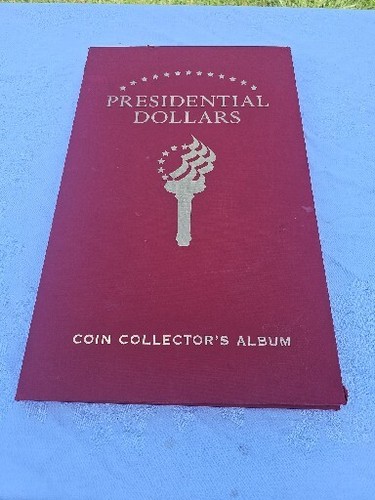 PRESIDENTIAL
DOLLARS
COIN COLLECTOR'S ALBUM